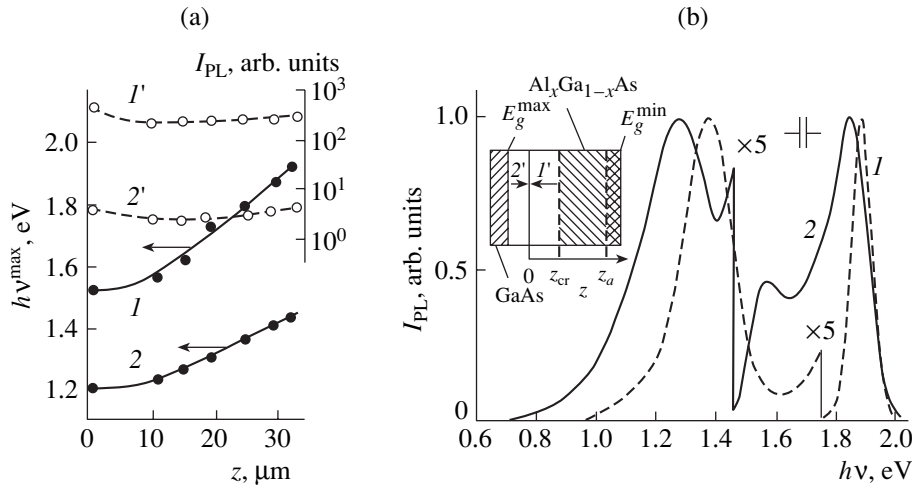 (a)
(b)
I_PL, arb. units
10^3
10^2
10^1
10^0
2.0
1.8
1.6
1.4
1.2
hν^max, eV
1'
2'
1
2
0
10
20
30
z, μm
I_PL, arb. units
1.0
0.5
0
Al_xGa_1–xAs
E_g^max
E_g^min
2'
1'
0
z_cr
z
z_a
GaAs
×5
×5
1
2
0.6
0.8
1.0
1.2
1.4
1.6
1.8
2.0
hν, eV